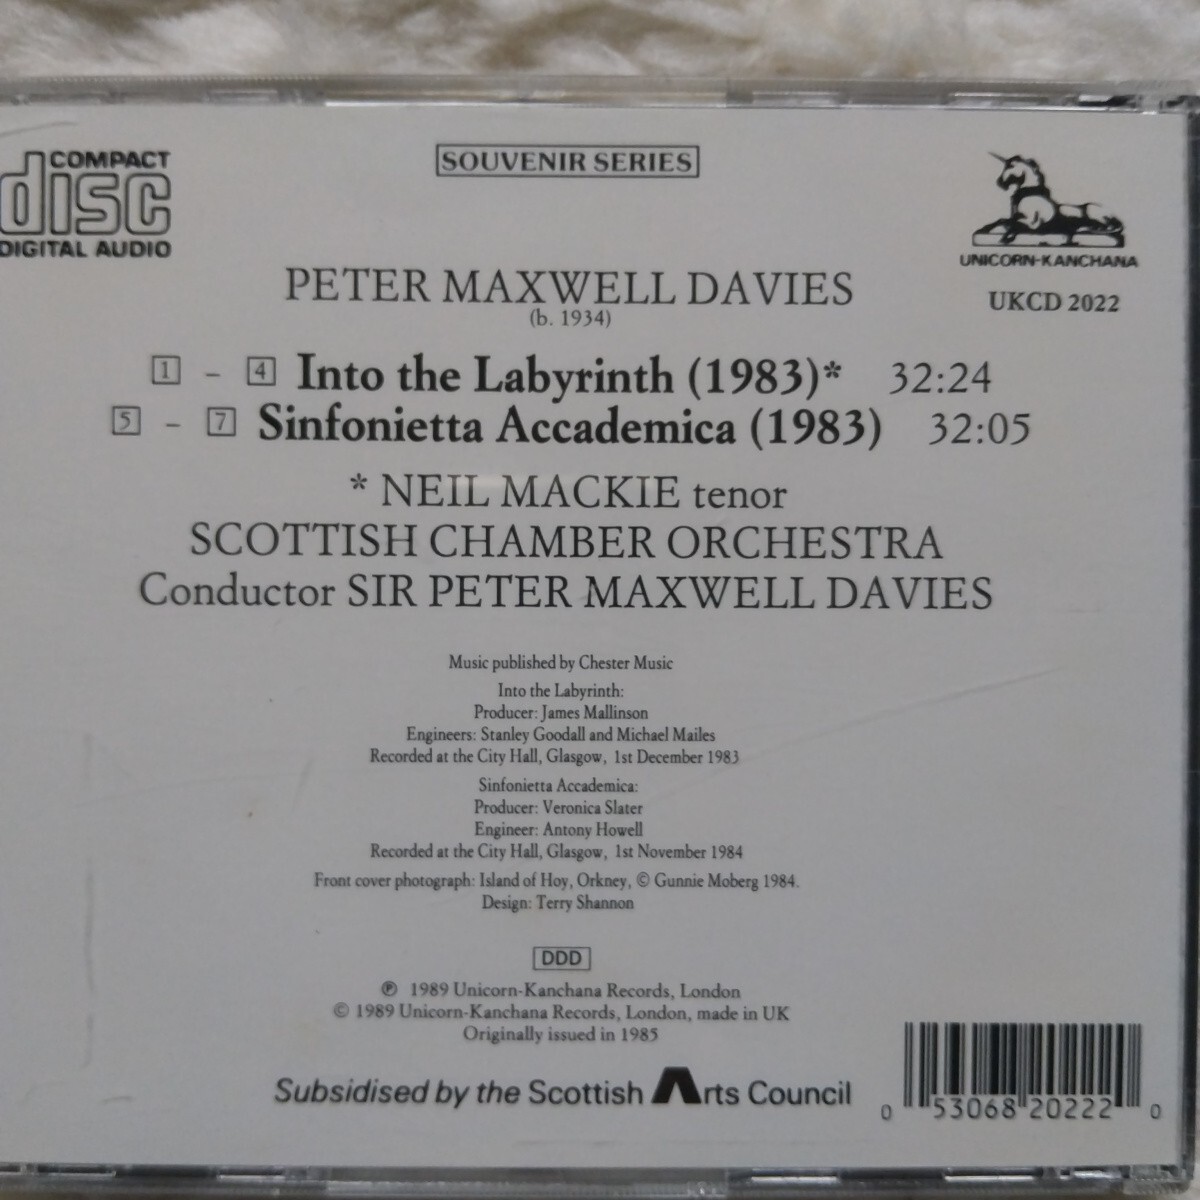 COMPACT
disc
DIGITAL AUDIO
SOUVENIR SERIES
UNICORN-KANCHANA
UKCD 2022
PETER MAXWELL DAVIES
(b. 1934)
1 – 4 Into the Labyrinth (1983)* 32:24
5 – 7 Sinfonietta Accademica (1983) 32:05
* NEIL MACKIE tenor
SCOTTISH CHAMBER ORCHESTRA
Conductor SIR PETER MAXWELL DAVIES
Music published by Chester Music
Into the Labyrinth:
Producer: James Mallinson
Engineers: Stanley Goodall and Michael Mailes
Recorded at the City Hall, Glasgow, 1st December 1983
Sinfonietta Accademica:
Producer: Veronica Slater
Engineer: Antony Howell
Recorded at the City Hall, Glasgow, 1st November 1984
Front cover photograph: Island of Hoy, Orkney, © Gunnie Moberg 1984.
Design: Terry Shannon
DDD
℗ 1989 Unicorn-Kanchana Records, London
© 1989 Unicorn-Kanchana Records, London, made in UK
Originally issued in 1985
Subsidised by the Scottish Arts Council
0 53068 20222 0